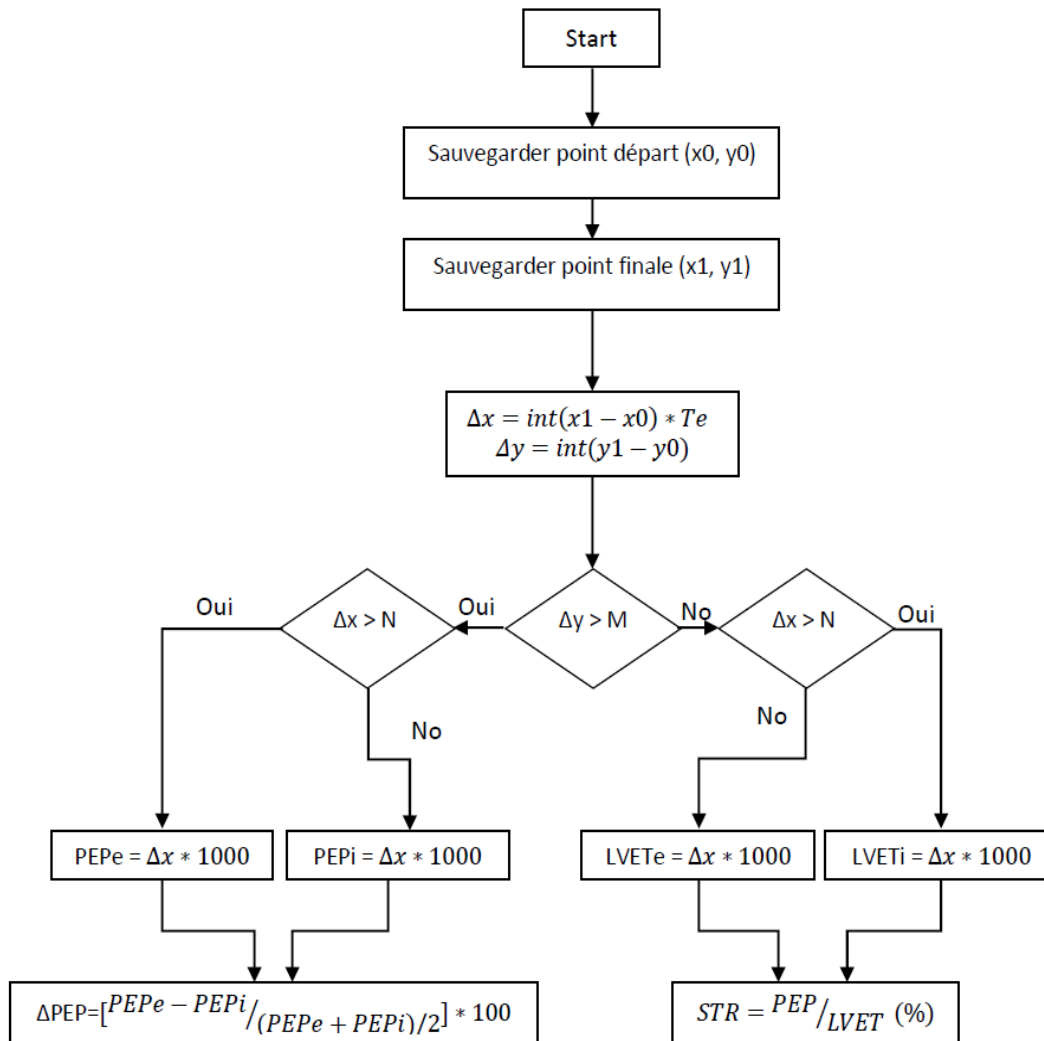 Start
Sauvegarder point départ (x0, y0)
Sauvegarder point finale (x1, y1)
Δx = int(x1 − x0) * Te
Δy = int(y1 − y0)
Oui
Δx > N
Oui
Δy > M
No
Δx > N
Oui
No
No
PEPe = Δx * 1000
PEPi = Δx * 1000
LVETe = Δx * 1000
LVETi = Δx * 1000
ΔPEP=[PEPe − PEPi/(PEPe + PEPi)/2] * 100
STR = PEP/LVET (%)